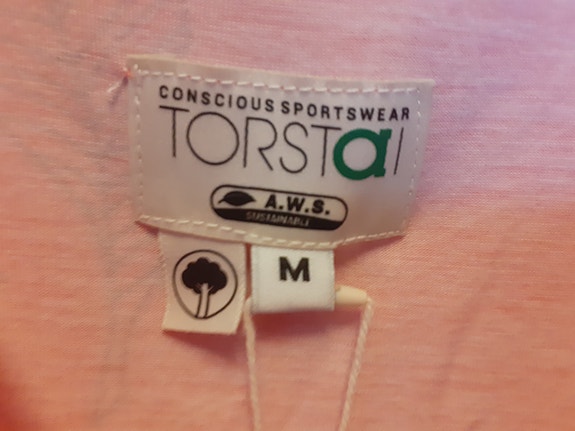 CONSCIOUS SPORTSWEAR
TORSTaI
A.W.S.
SUSTAINABLE
M